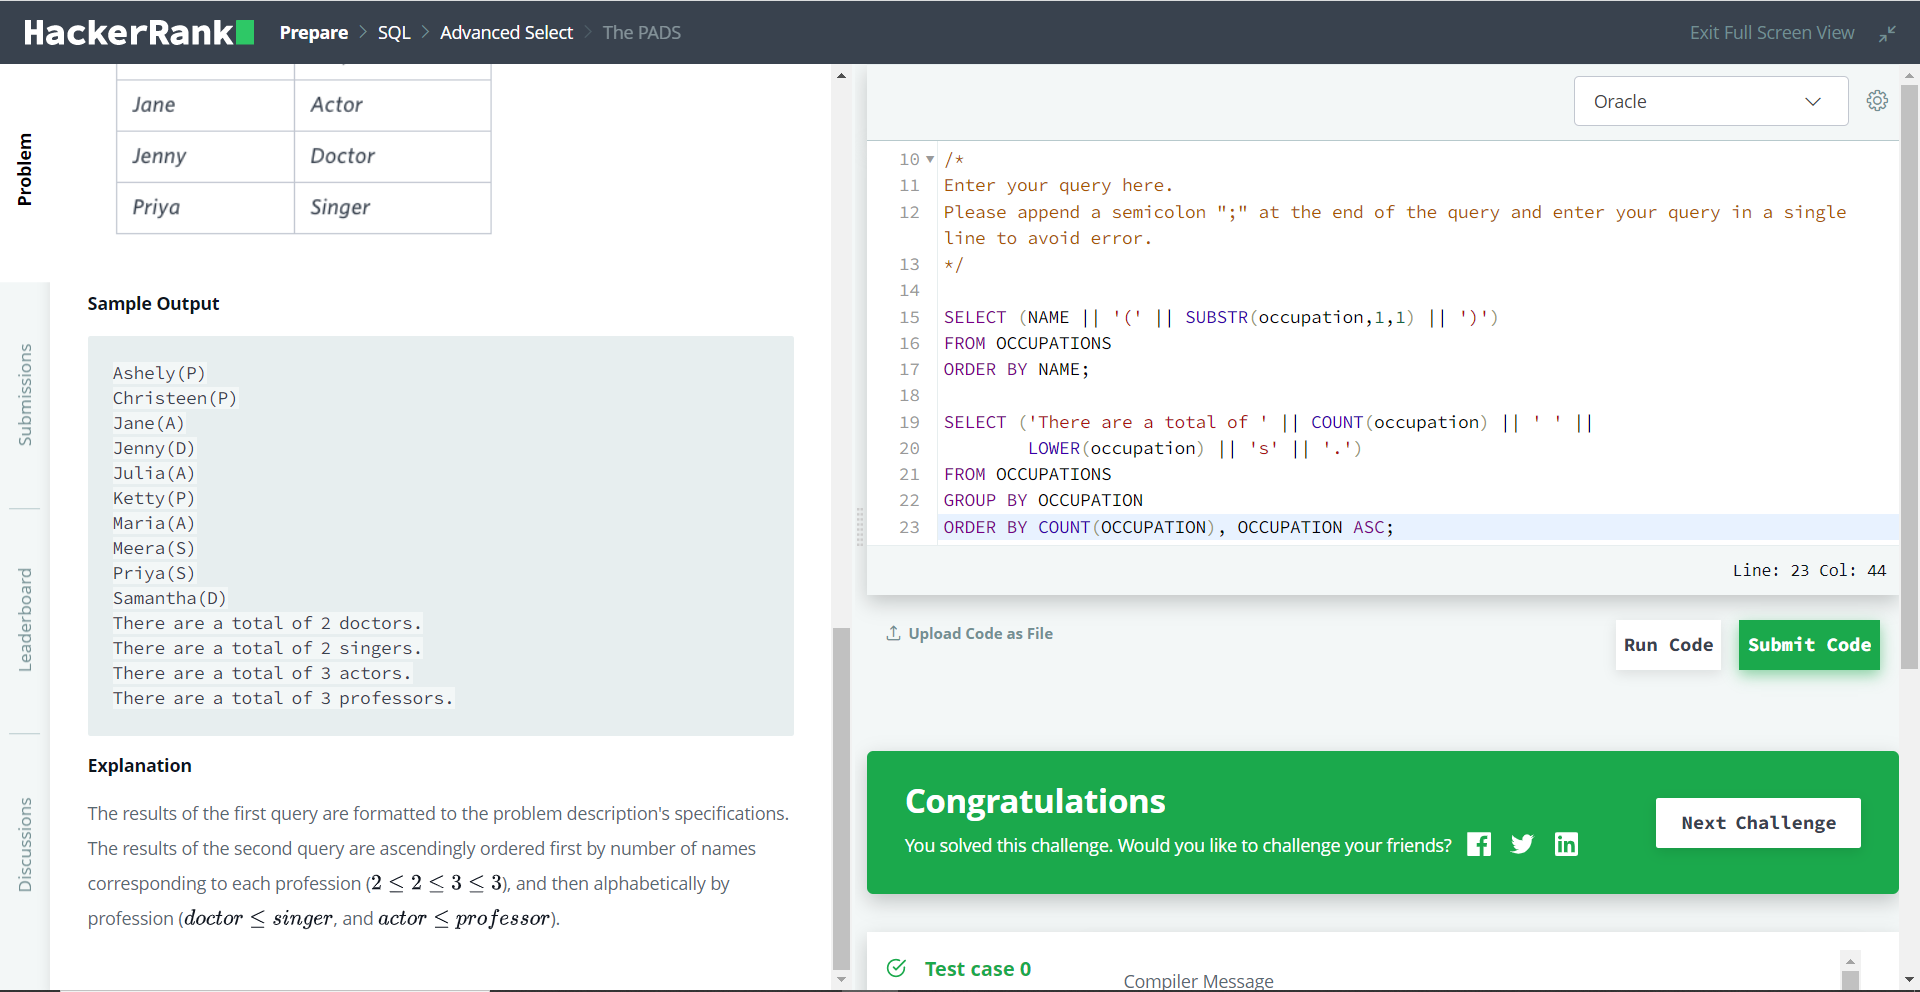 HackerRank Prepare > SQL > Advanced Select > The PADS Exit Full Screen View
Problem
Submissions
Leaderboard
Discussions
Jane Actor
Jenny Doctor
Priya Singer
Sample Output
Ashely(P)
Christeen(P)
Jane(A)
Jenny(D)
Julia(A)
Ketty(P)
Maria(A)
Meera(S)
Priya(S)
Samantha(D)
There are a total of 2 doctors.
There are a total of 2 singers.
There are a total of 3 actors.
There are a total of 3 professors.
Explanation
The results of the first query are formatted to the problem description's specifications.
The results of the second query are ascendingly ordered first by number of names
corresponding to each profession (2 ≤ 2 ≤ 3 ≤ 3), and then alphabetically by
profession (doctor ≤ singer, and actor ≤ professor).
Oracle
10 /*
11 Enter your query here.
12 Please append a semicolon ";" at the end of the query and enter your query in a single
line to avoid error.
13 */
14
15 SELECT (NAME || '(' || SUBSTR(occupation,1,1) || ')')
16 FROM OCCUPATIONS
17 ORDER BY NAME;
18
19 SELECT ('There are a total of ' || COUNT(occupation) || ' ' ||
20 LOWER(occupation) || 's' || '.')
21 FROM OCCUPATIONS
22 GROUP BY OCCUPATION
23 ORDER BY COUNT(OCCUPATION), OCCUPATION ASC;
Line: 23 Col: 44
Upload Code as File
Run Code
Submit Code
Congratulations
You solved this challenge. Would you like to challenge your friends?
Next Challenge
Test case 0
Compiler Message